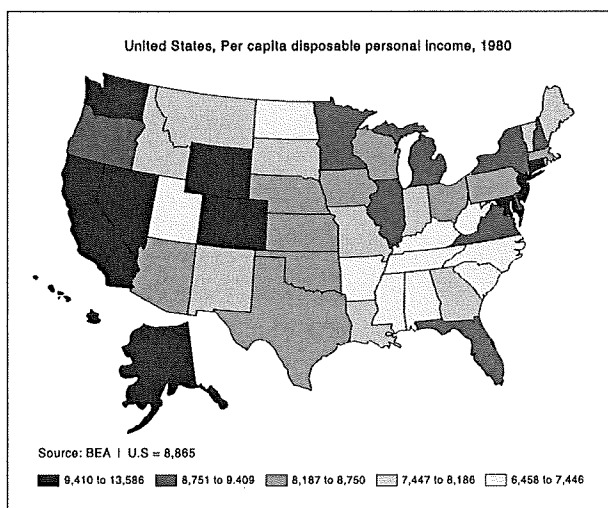 United States, Per capita disposable personal income, 1980
Source: BEA | U.S = 8,865
9,410 to 13,586 8,751 to 9.409 8,187 to 8,750 7,447 to 8,186 6,458 to 7,446